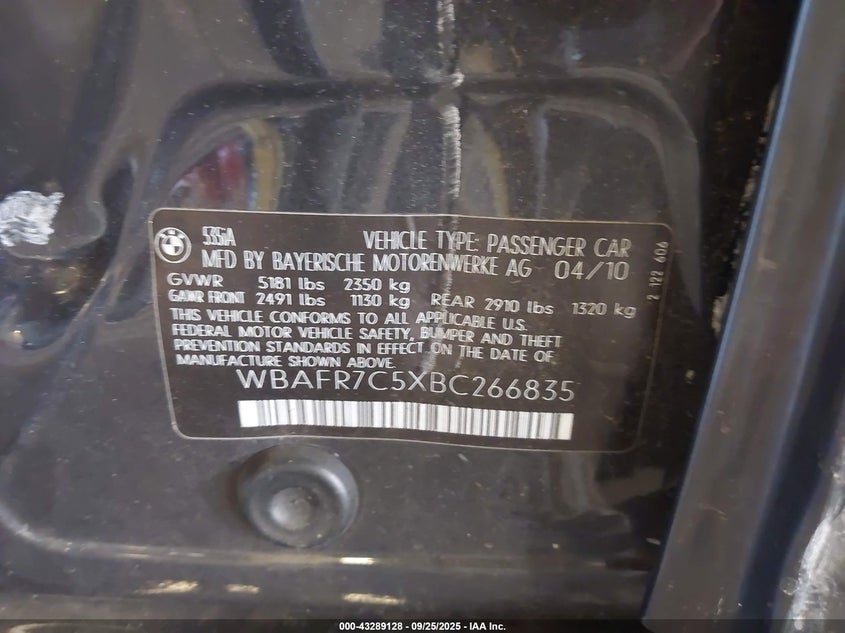 535iA VEHICLE TYPE: PASSENGER CAR
MFD BY BAYERISCHE MOTORENWERKE AG 04/10
GVWR 5181 lbs 2350 kg
GAWR FRONT 2491 lbs 1130 kg REAR 2910 lbs 1320 kg
THIS VEHICLE CONFORMS TO ALL APPLICABLE U.S.
FEDERAL MOTOR VEHICLE SAFETY, BUMPER AND THEFT
PREVENTION STANDARDS IN EFFECT ON THE DATE OF
MANUFACTURE SHOWN ABOVE.
WBAFR7C5XBC266835
2 122 606
000-43289128 - 09/25/2025 - IAA Inc.